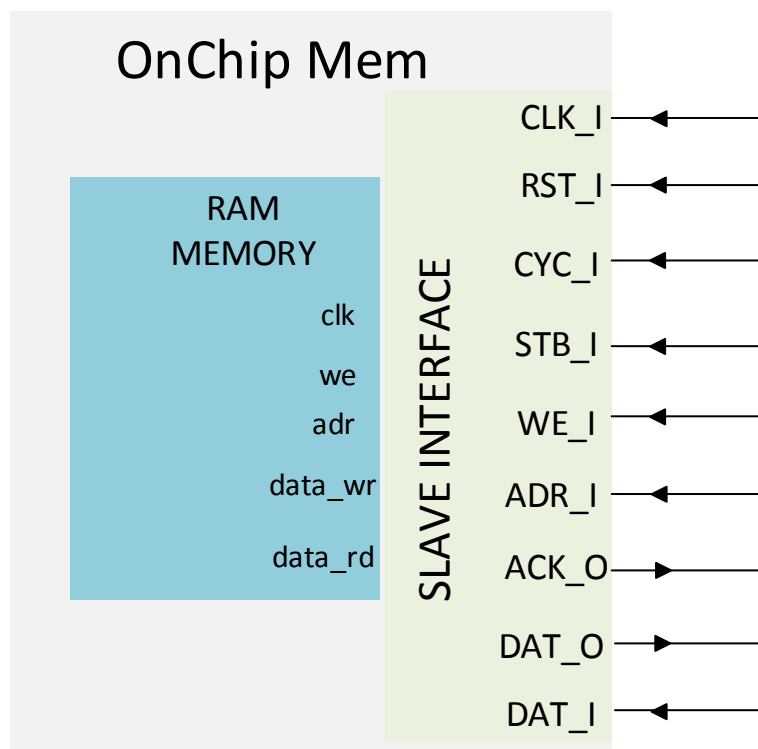 OnChip Mem
RAM
MEMORY
clk
we
adr
data_wr
data_rd
SLAVE INTERFACE
CLK_I
RST_I
CYC_I
STB_I
WE_I
ADR_I
ACK_O
DAT_O
DAT_I